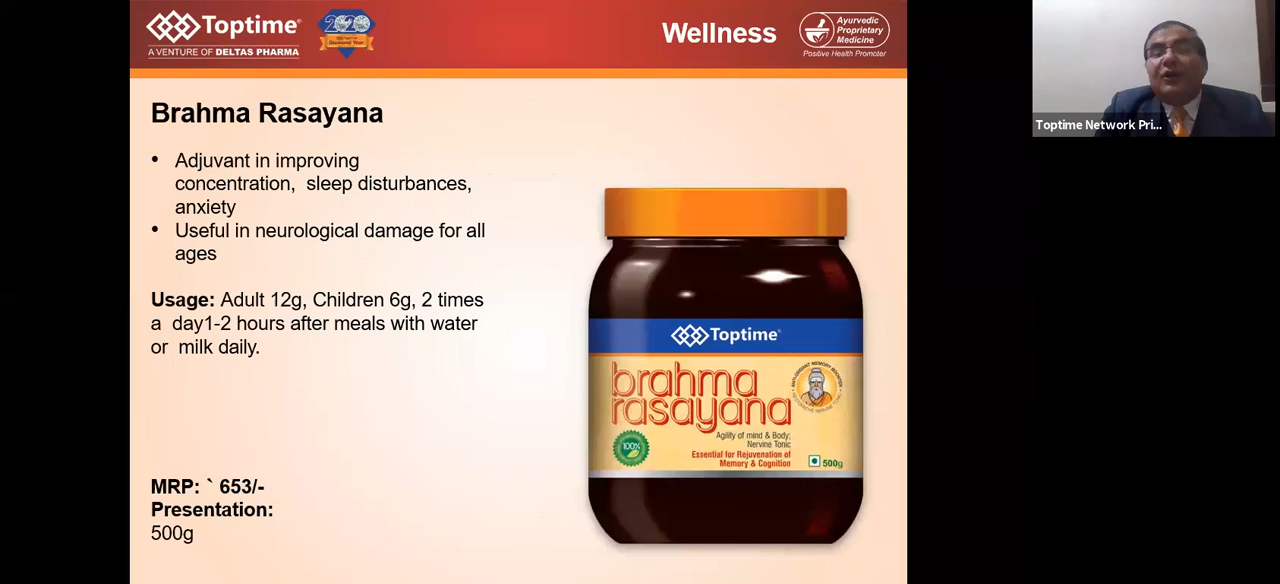 Toptime®
A VENTURE OF DELTAS PHARMA
2020
Diamond Year
Wellness
Ayurvedic
Proprietary
Medicine
Positive Health Promoter
Toptime Network Pri...
Brahma Rasayana
• Adjuvant in improving
concentration, sleep disturbances,
anxiety
• Useful in neurological damage for all
ages
Usage: Adult 12g, Children 6g, 2 times
a day1-2 hours after meals with water
or milk daily.
MRP: ` 653/-
Presentation:
500g
Toptime®
brahma
rasayana
Agility of mind & Body;
Nervine Tonic
Essential for Rejuvenation of
Memory & Cognition
100%
500g